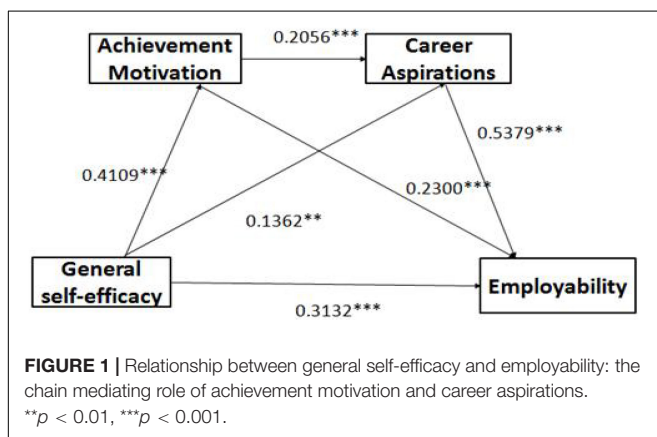 0.2056***
Achievement
Motivation
Career
Aspirations
0.5379***
0.4109***
0.2300***
0.1362**
General
self-efficacy
Employability
0.3132***
FIGURE 1 | Relationship between general self-efficacy and employability: the
chain mediating role of achievement motivation and career aspirations.
**p < 0.01, ***p < 0.001.